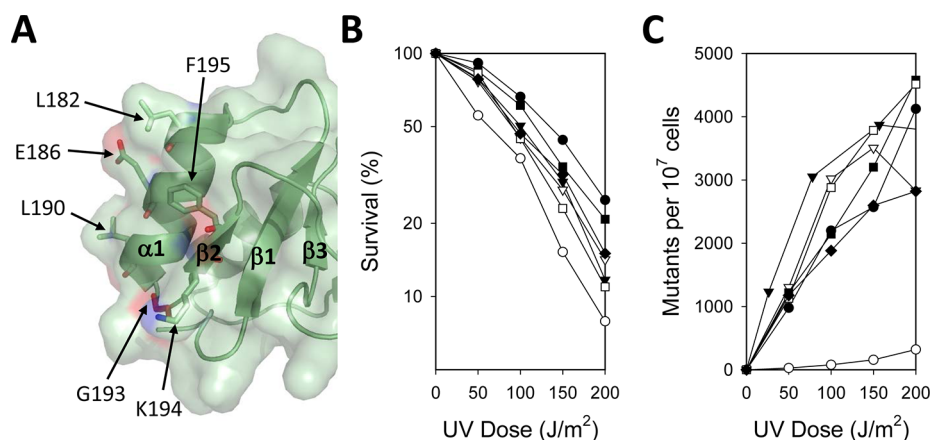 A
L182
F195
E186
L190
α1
β2
β1
β3
G193
K194
B
Survival (%)
100
50
20
10
0
50
100
150
200
UV Dose (J/m²)
C
Mutants per 10⁷ cells
5000
4000
3000
2000
1000
0
0
50
100
150
200
UV Dose (J/m²)